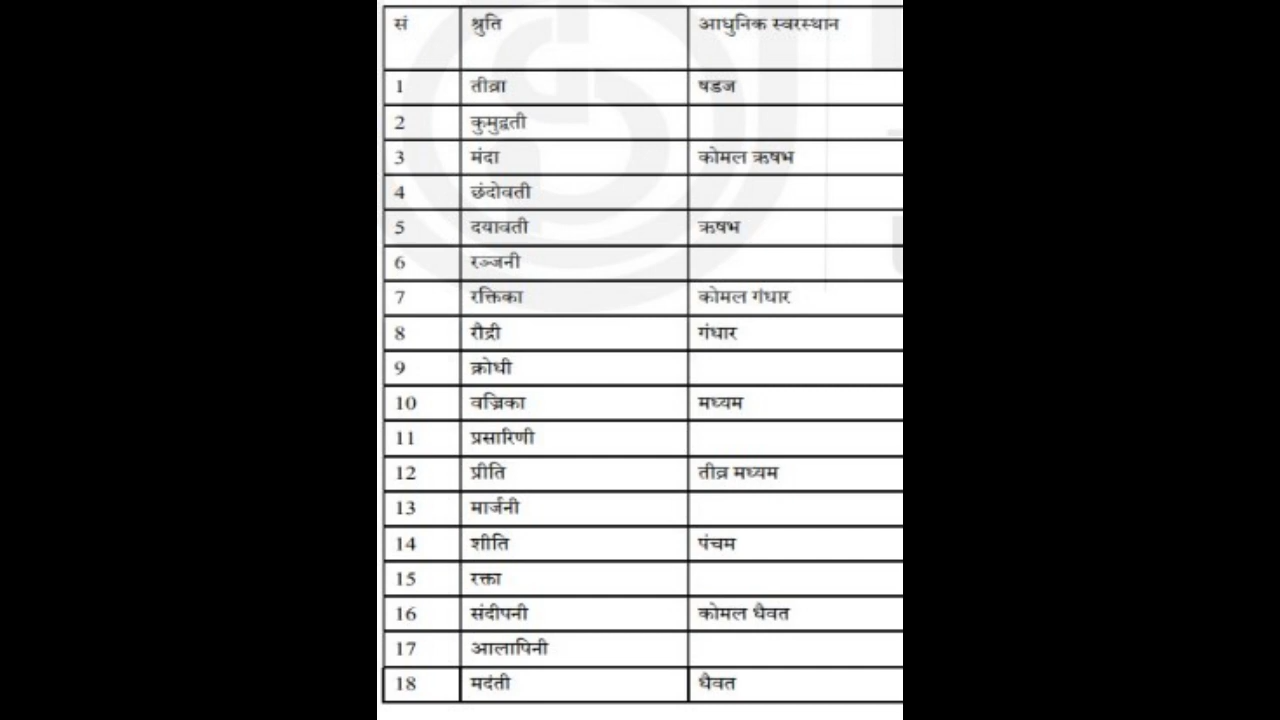 सं श्रुति आधुनिक स्वरस्थान
1 तीव्रा षडज
2 कुमुद्वती
3 मंदा कोमल ऋषभ
4 छंदोवती
5 दयावती ऋषभ
6 रञ्जनी
7 रक्तिका कोमल गंधार
8 रौद्री गंधार
9 क्रोधी
10 वज्रिका मध्यम
11 प्रसारिणी
12 प्रीति तीव्र मध्यम
13 मार्जनी
14 शीति पंचम
15 रक्ता
16 संदीपनी कोमल धैवत
17 आलापिनी
18 मदंती धैवत